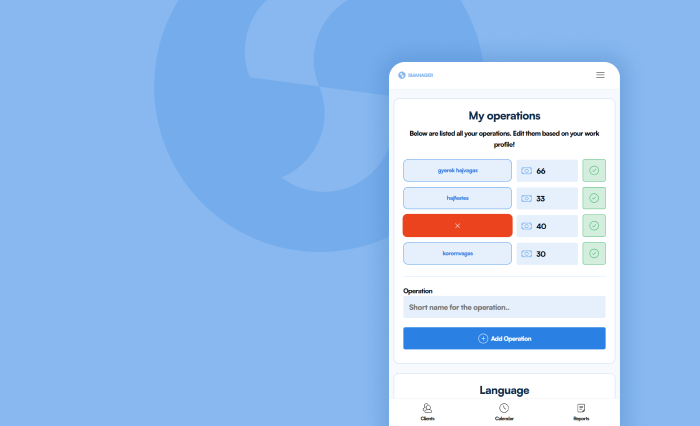 SMANAGER
My operations
Below are listed all your operations. Edit them based on your work
profile!
gyerek hajvagas
66
hajfestes
33
40
koromvagas
30
Operation
Short name for the operation..
Add Operation
Language
Clients
Calendar
Reports